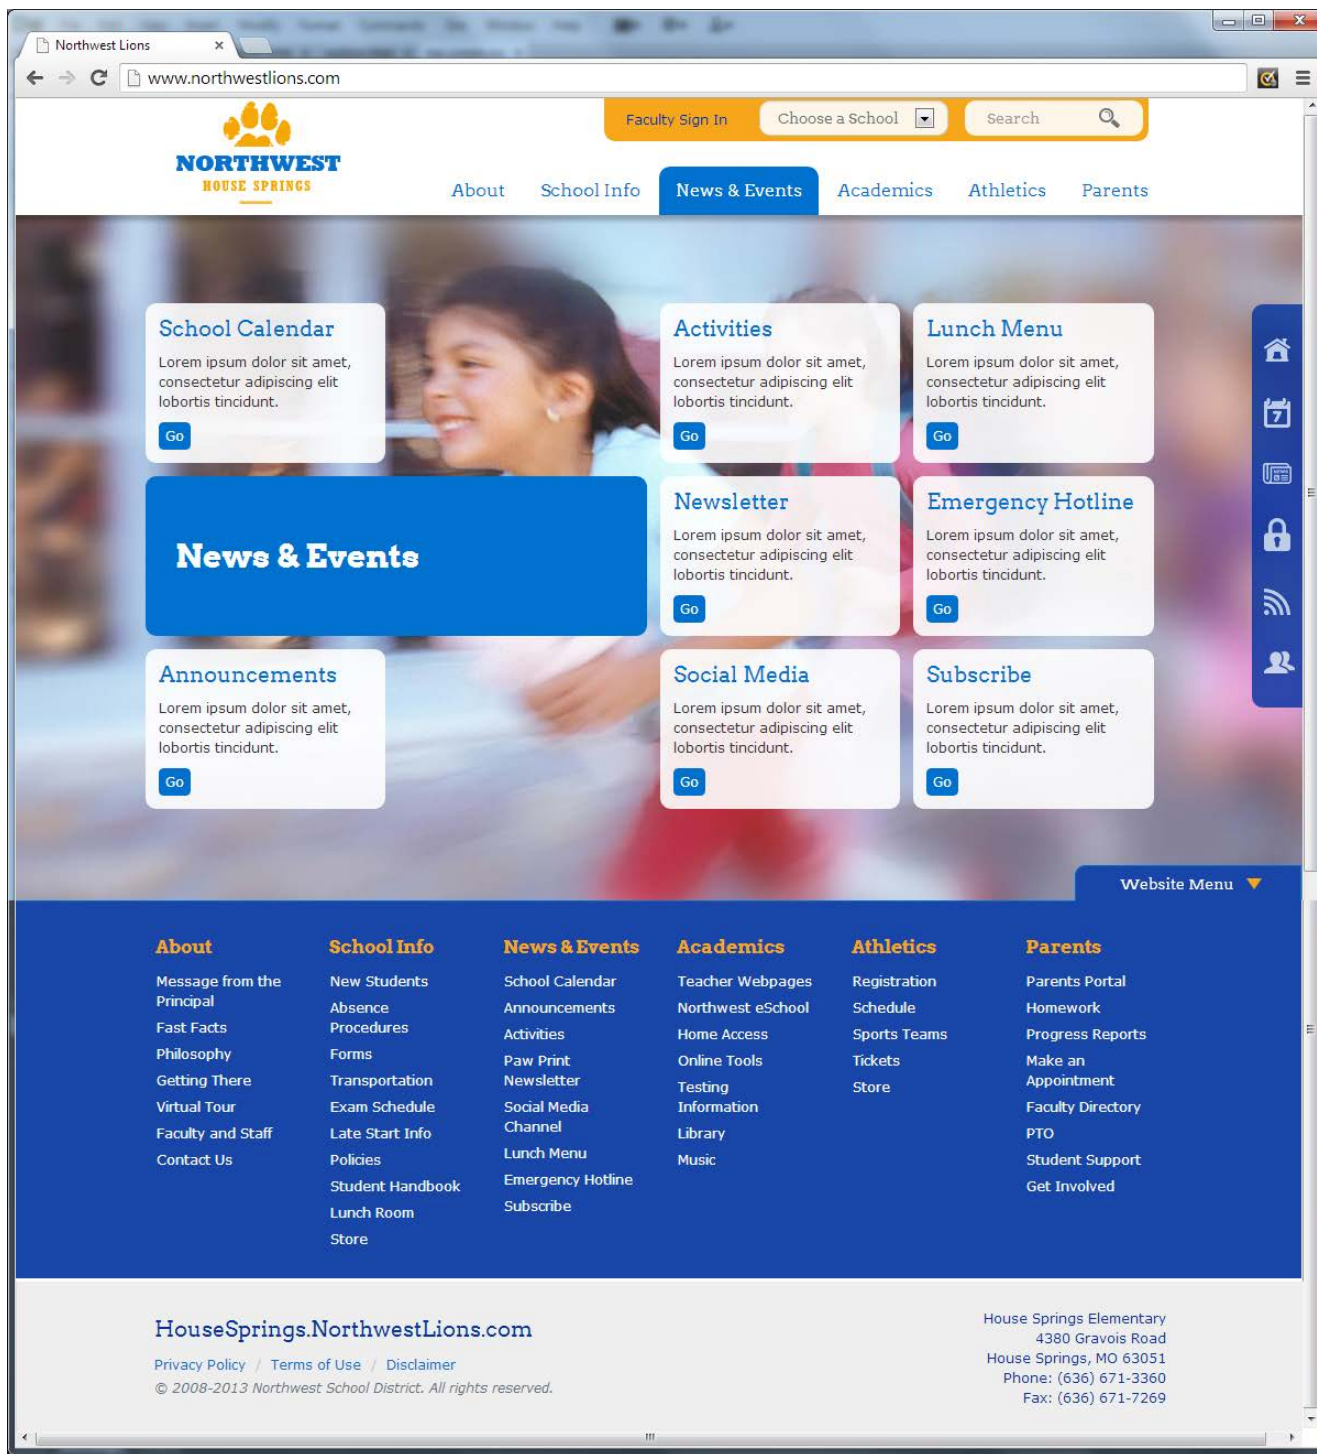 Northwest Lions
www.northwestlions.com
NORTHWEST
HOUSE SPRINGS
Faculty Sign In
Choose a School
Search
About
School Info
News & Events
Academics
Athletics
Parents
School Calendar
Lorem ipsum dolor sit amet,
consectetur adipiscing elit
lobortis tincidunt.
Go
Activities
Lorem ipsum dolor sit amet,
consectetur adipiscing elit
lobortis tincidunt.
Go
Lunch Menu
Lorem ipsum dolor sit amet,
consectetur adipiscing elit
lobortis tincidunt.
Go
7
News & Events
Newsletter
Lorem ipsum dolor sit amet,
consectetur adipiscing elit
lobortis tincidunt.
Go
Emergency Hotline
Lorem ipsum dolor sit amet,
consectetur adipiscing elit
lobortis tincidunt.
Go
Announcements
Lorem ipsum dolor sit amet,
consectetur adipiscing elit
lobortis tincidunt.
Go
Social Media
Lorem ipsum dolor sit amet,
consectetur adipiscing elit
lobortis tincidunt.
Go
Subscribe
Lorem ipsum dolor sit amet,
consectetur adipiscing elit
lobortis tincidunt.
Go
Website Menu
About
Message from the
Principal
Fast Facts
Philosophy
Getting There
Virtual Tour
Faculty and Staff
Contact Us
School Info
New Students
Absence
Procedures
Forms
Transportation
Exam Schedule
Late Start Info
Policies
Student Handbook
Lunch Room
Store
News & Events
School Calendar
Announcements
Activities
Paw Print
Newsletter
Social Media
Channel
Lunch Menu
Emergency Hotline
Subscribe
Academics
Teacher Webpages
Northwest eSchool
Home Access
Online Tools
Testing
Information
Library
Music
Athletics
Registration
Schedule
Sports Teams
Tickets
Store
Parents
Parents Portal
Homework
Progress Reports
Make an
Appointment
Faculty Directory
PTO
Student Support
Get Involved
HouseSprings.NorthwestLions.com
Privacy Policy / Terms of Use / Disclaimer
© 2008-2013 Northwest School District. All rights reserved.
House Springs Elementary
4380 Gravois Road
House Springs, MO 63051
Phone: (636) 671-3360
Fax: (636) 671-7269